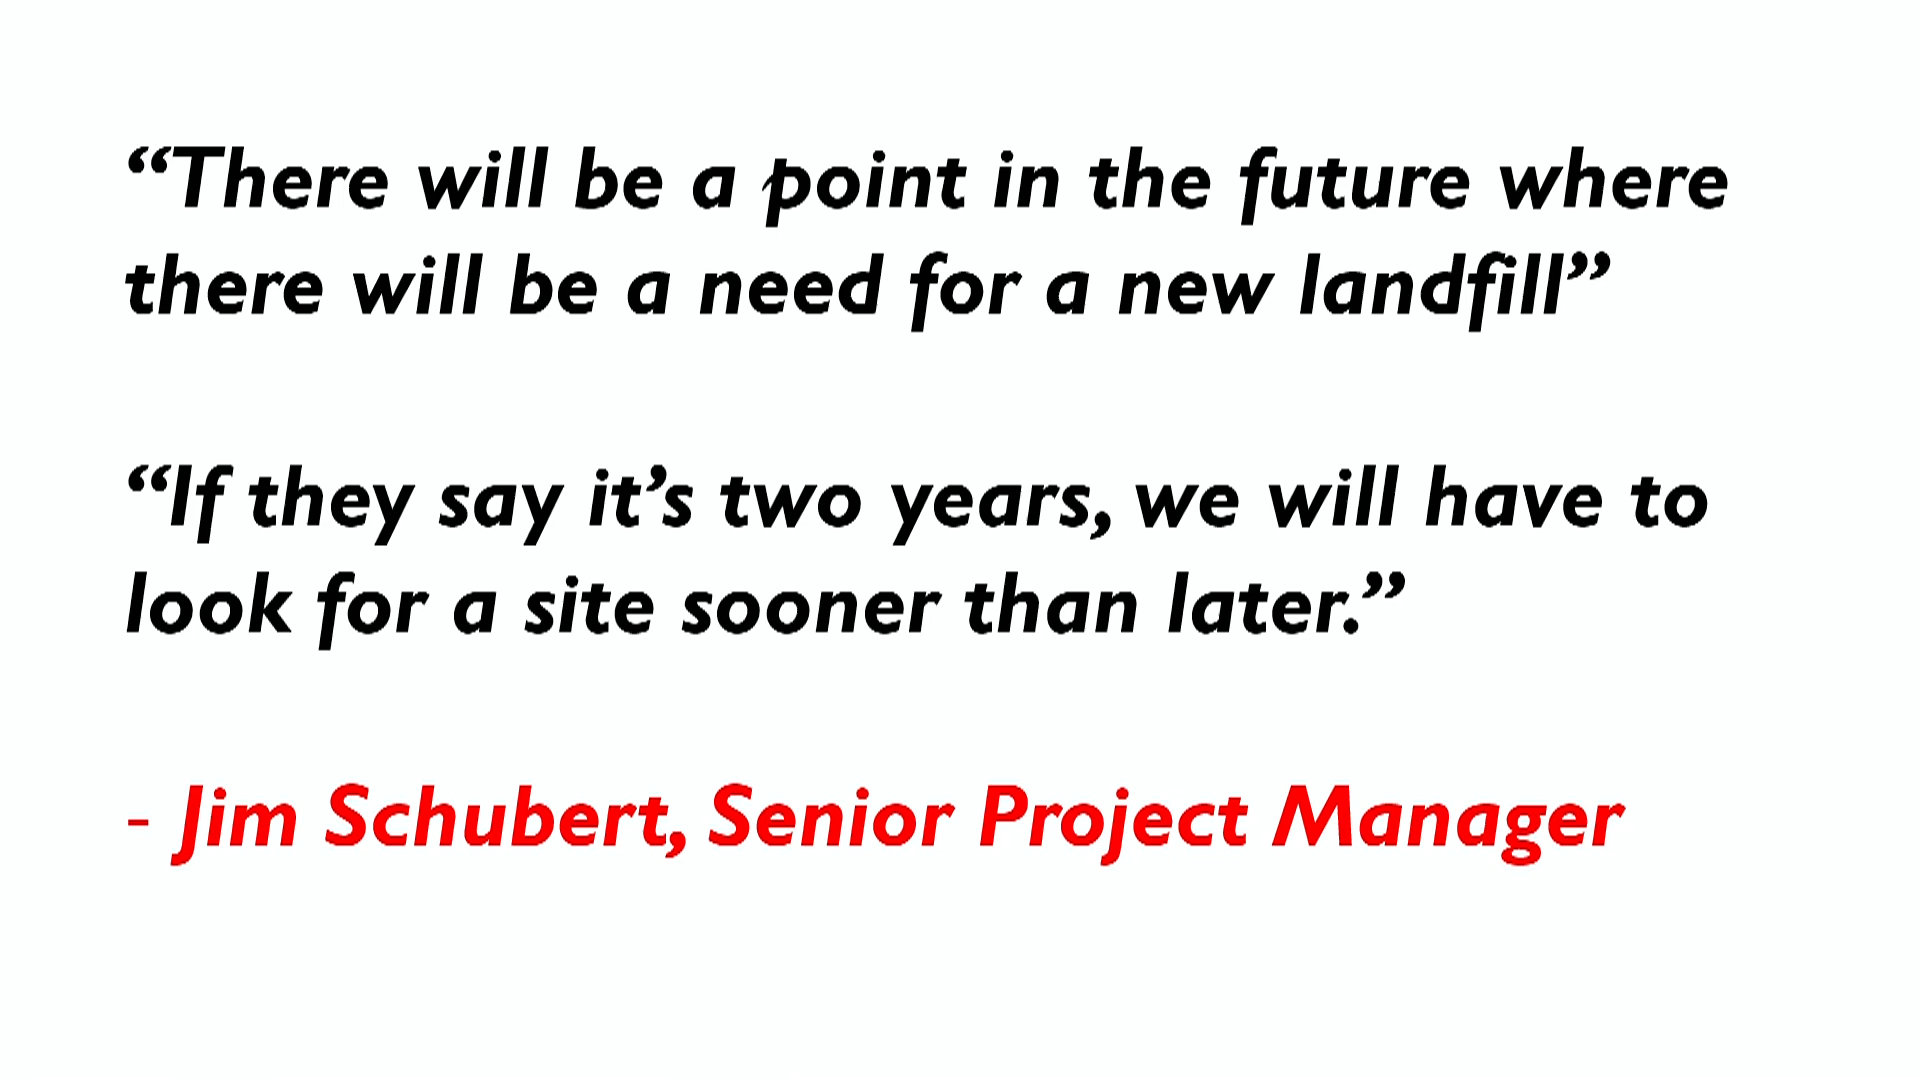 “There will be a point in the future where
there will be a need for a new landfill”
“If they say it’s two years, we will have to
look for a site sooner than later.”
- Jim Schubert, Senior Project Manager